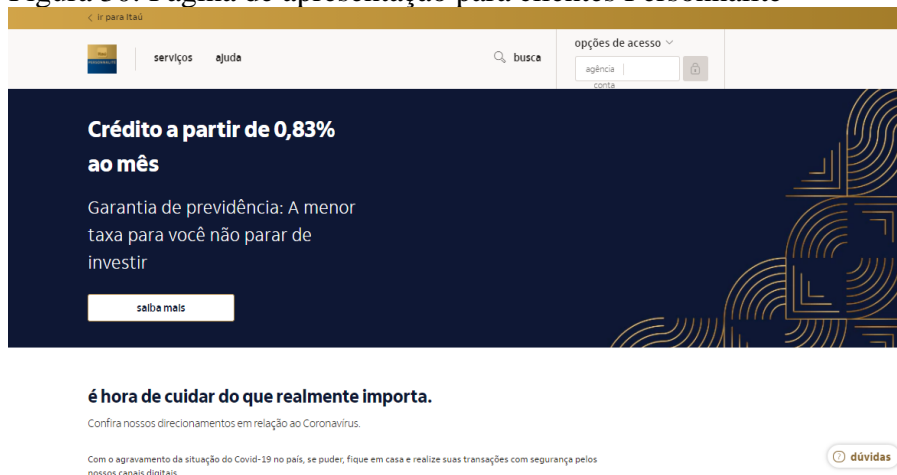 Figura 30: Página de apresentação para clientes Personnalité
< ir para Itaú
serviços ajuda
busca
opções de acesso
agência
conta
Crédito a partir de 0,83%
ao mês
Garantia de previdência: A menor
taxa para você não parar de
investir
saiba mais
é hora de cuidar do que realmente importa.
Confira nossos direcionamentos em relação ao Coronavírus.
Com o agravamento da situação do Covid-19 no país, se puder, fique em casa e realize suas transações com segurança pelos
nossos canais digitais.
dúvidas